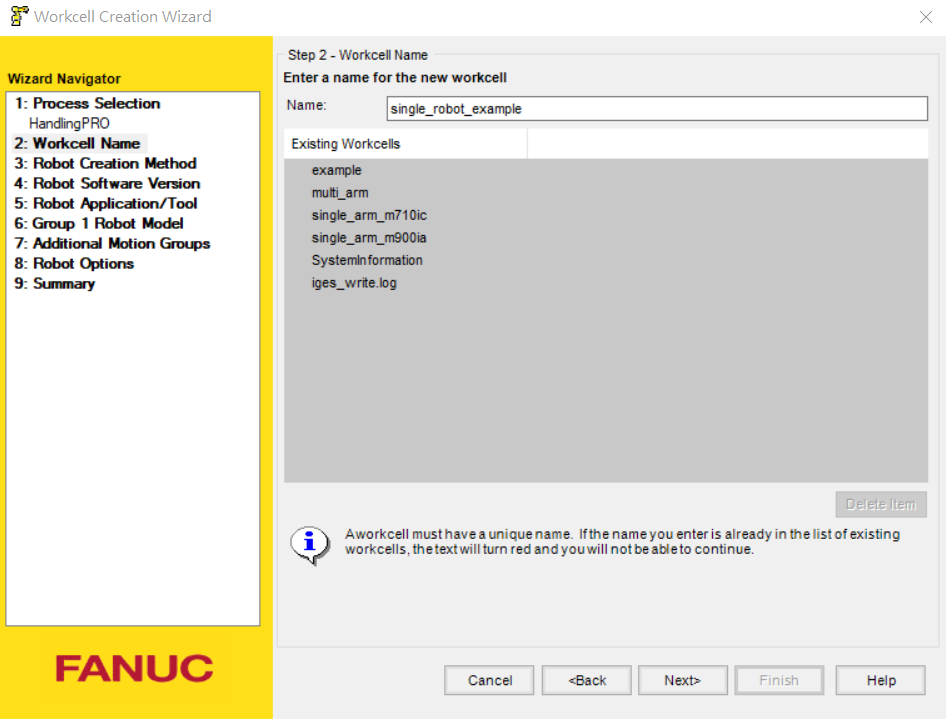 Workcell Creation Wizard
Wizard Navigator
1: Process Selection
HandlingPRO
2: Workcell Name
3: Robot Creation Method
4: Robot Software Version
5: Robot Application/Tool
6: Group 1 Robot Model
7: Additional Motion Groups
8: Robot Options
9: Summary
FANUC
Step 2 - Workcell Name
Enter a name for the new workcell
Name: single_robot_example
Existing Workcells
example
multi_arm
single_arm_m710ic
single_arm_m900ia
SystemInformation
iges_write.log
Delete Item
A workcell must have a unique name. If the name you enter is already in the list of existing
workcells, the text will turn red and you will not be able to continue.
Cancel <Back Next> Finish Help